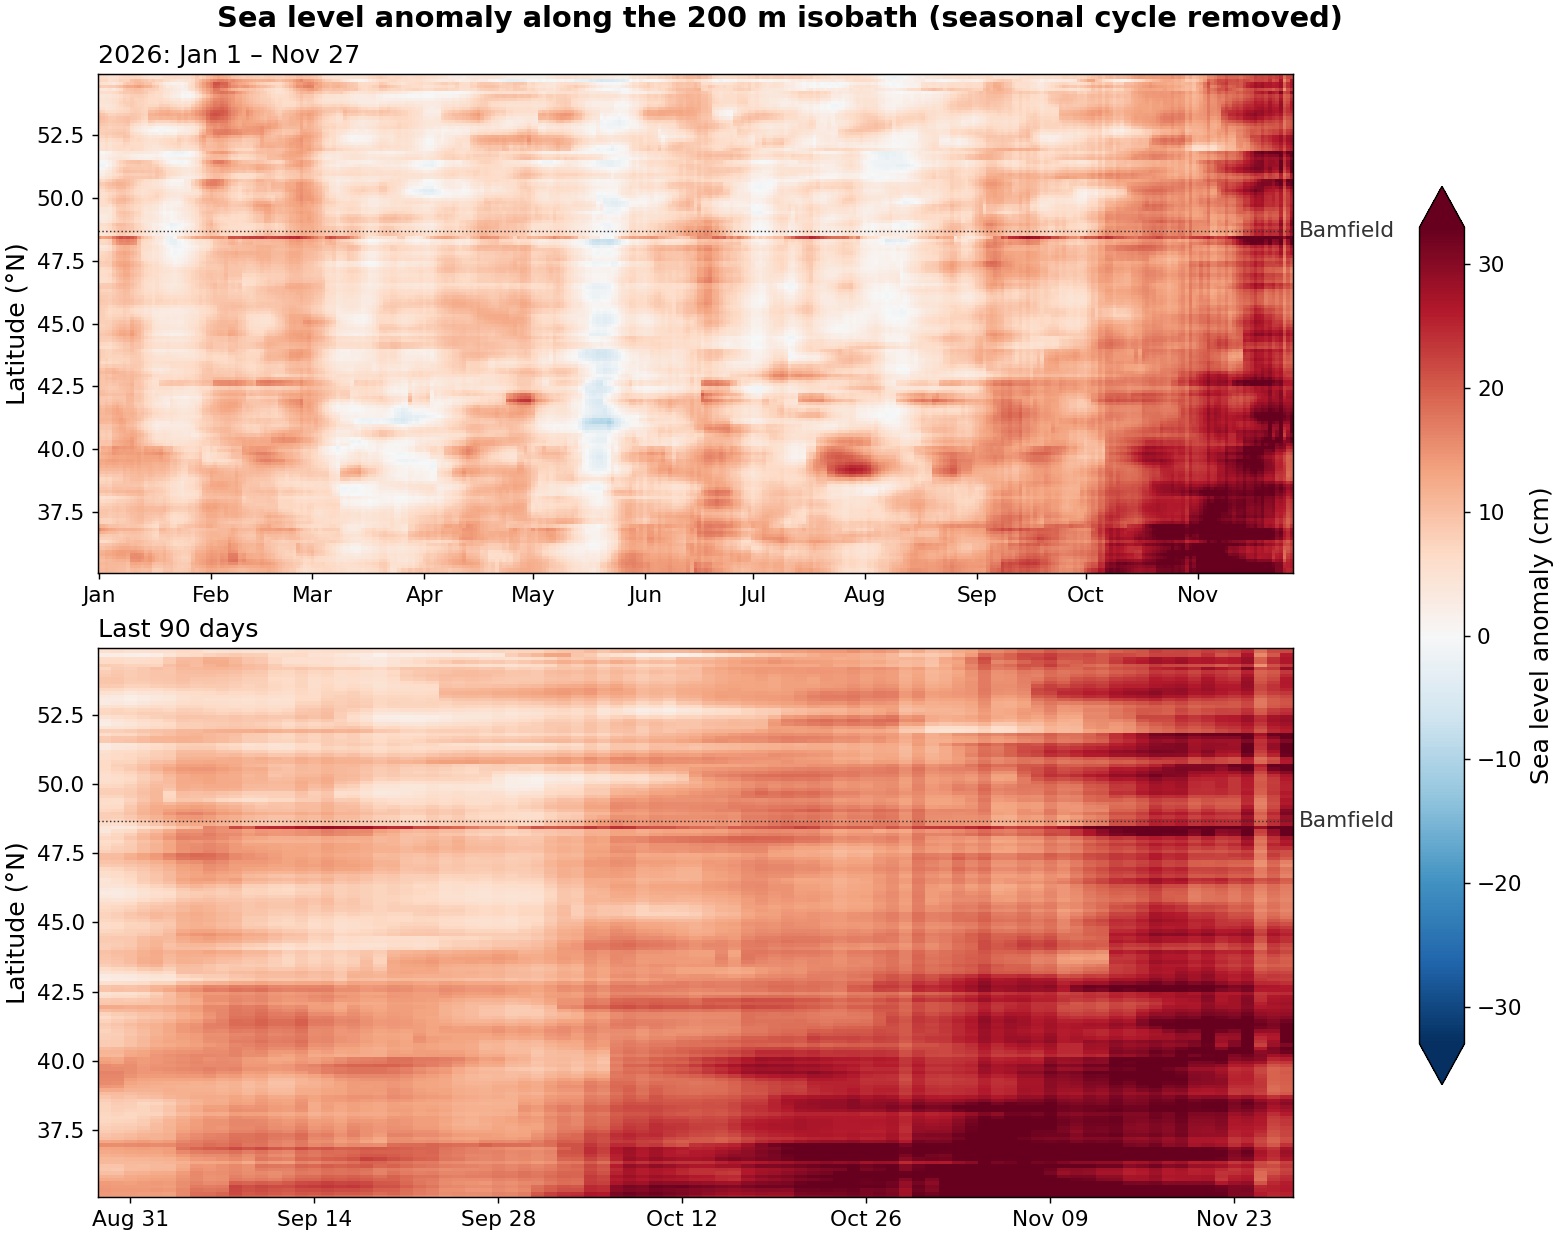 Sea level anomaly along the 200 m isobath (seasonal cycle removed)
2026: Jan 1 – Nov 27
Latitude (°N)
52.5
50.0
47.5
45.0
42.5
40.0
37.5
Bamfield
Jan Feb Mar Apr May Jun Jul Aug Sep Oct Nov
Last 90 days
Latitude (°N)
52.5
50.0
47.5
45.0
42.5
40.0
37.5
Bamfield
Aug 31 Sep 14 Sep 28 Oct 12 Oct 26 Nov 09 Nov 23
30
20
10
0
−10
−20
−30
Sea level anomaly (cm)